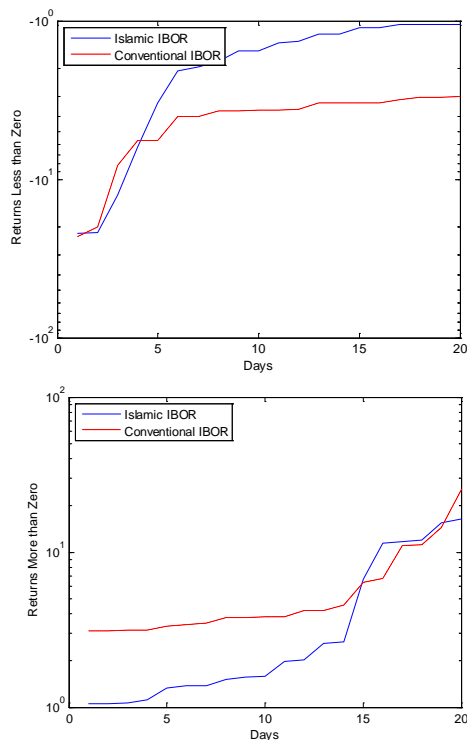 -10^0
Islamic IBOR
Conventional IBOR
Returns Less than Zero
-10^1
-10^2
0 5 10 15 20
Days
10^2
Islamic IBOR
Conventional IBOR
Returns More than Zero
10^1
10^0
0 5 10 15 20
Days